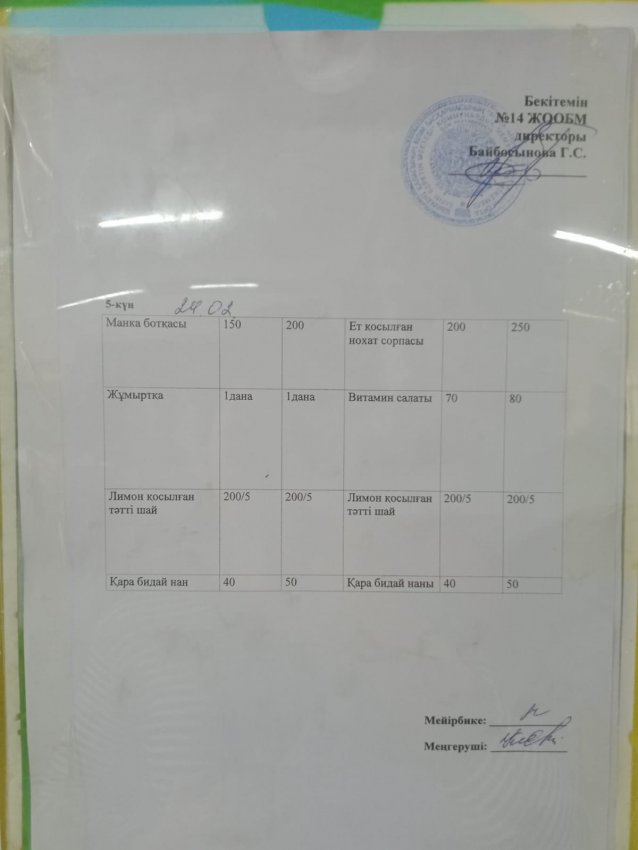 Бекітемін
№14 ЖООБМ
директоры
Байбосынова Г.С.
5-күн 24.02.
Манка ботқасы 150 200 Ет қосылған 200 250
нохат сорпасы
Жұмыртқа 1дана 1дана Витамин салаты 70 80
Лимон қосылған 200/5 200/5 Лимон қосылған 200/5 200/5
тәтті шай тәтті шай
Қара бидай нан 40 50 Қара бидай наны 40 50
Мейірбике:
Меңгеруші: